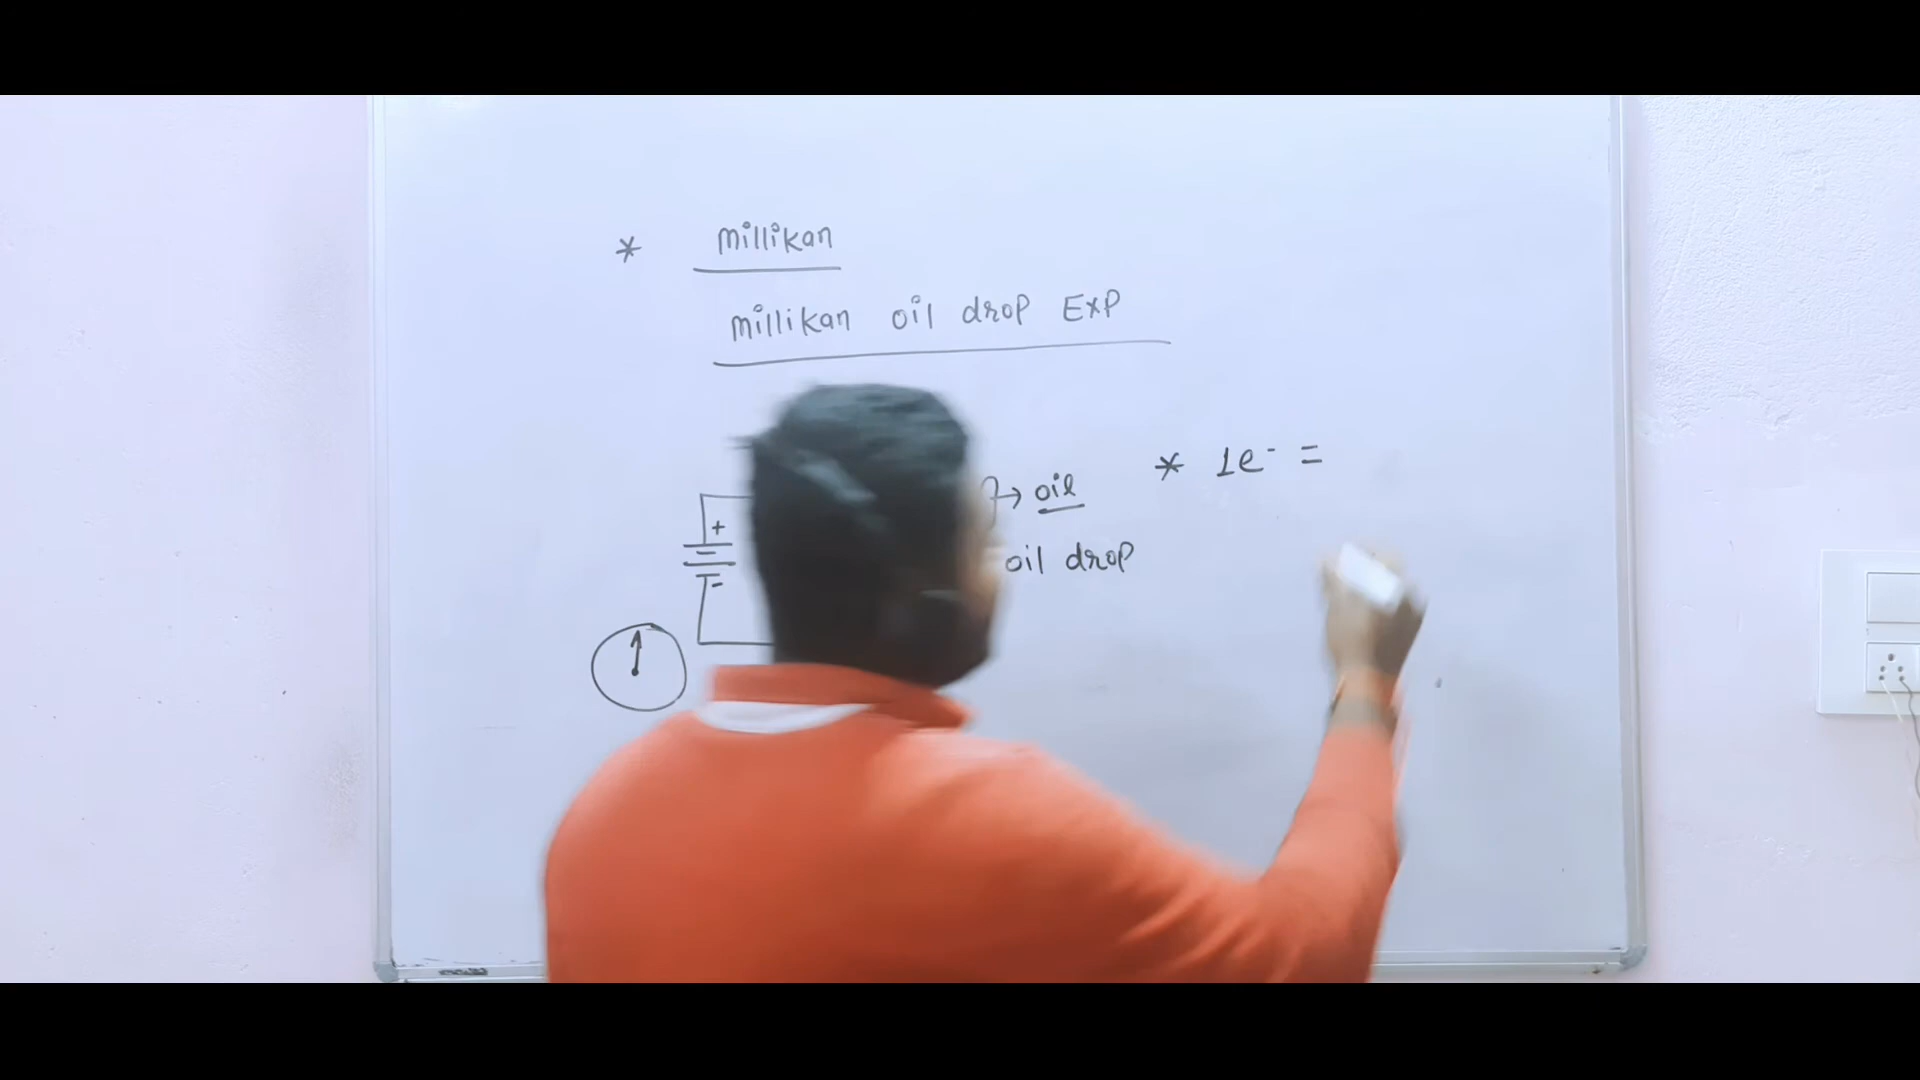 * millikan
millikan oil drop Exp
* 1e⁻ =
→ oil
oil drop
+
-